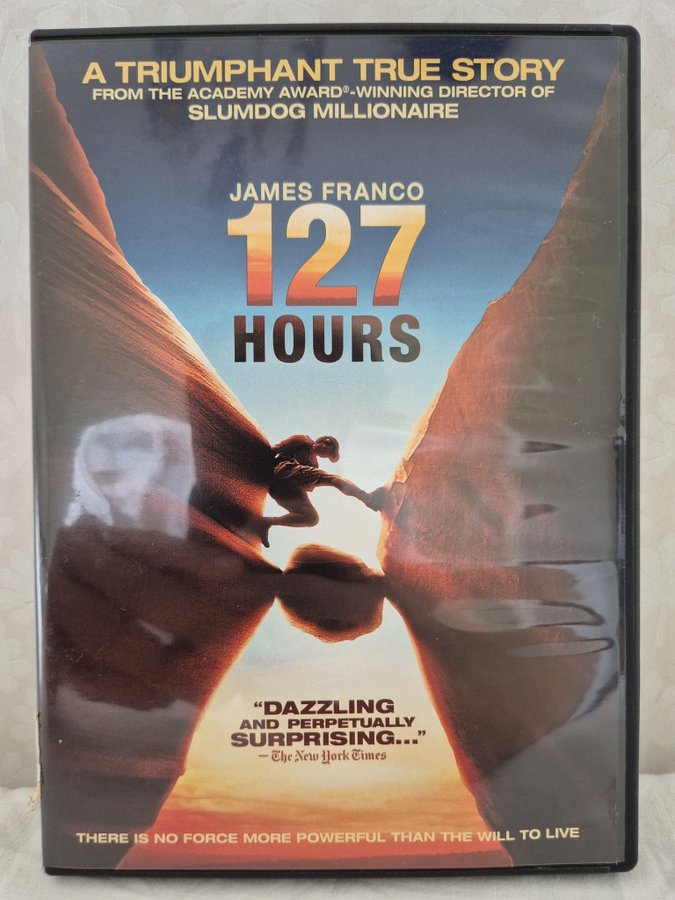 A TRIUMPHANT TRUE STORY
FROM THE ACADEMY AWARD®-WINNING DIRECTOR OF
SLUMDOG MILLIONAIRE
JAMES FRANCO
127
HOURS
“DAZZLING
AND PERPETUALLY
SURPRISING...”
—The New York Times
THERE IS NO FORCE MORE POWERFUL THAN THE WILL TO LIVE